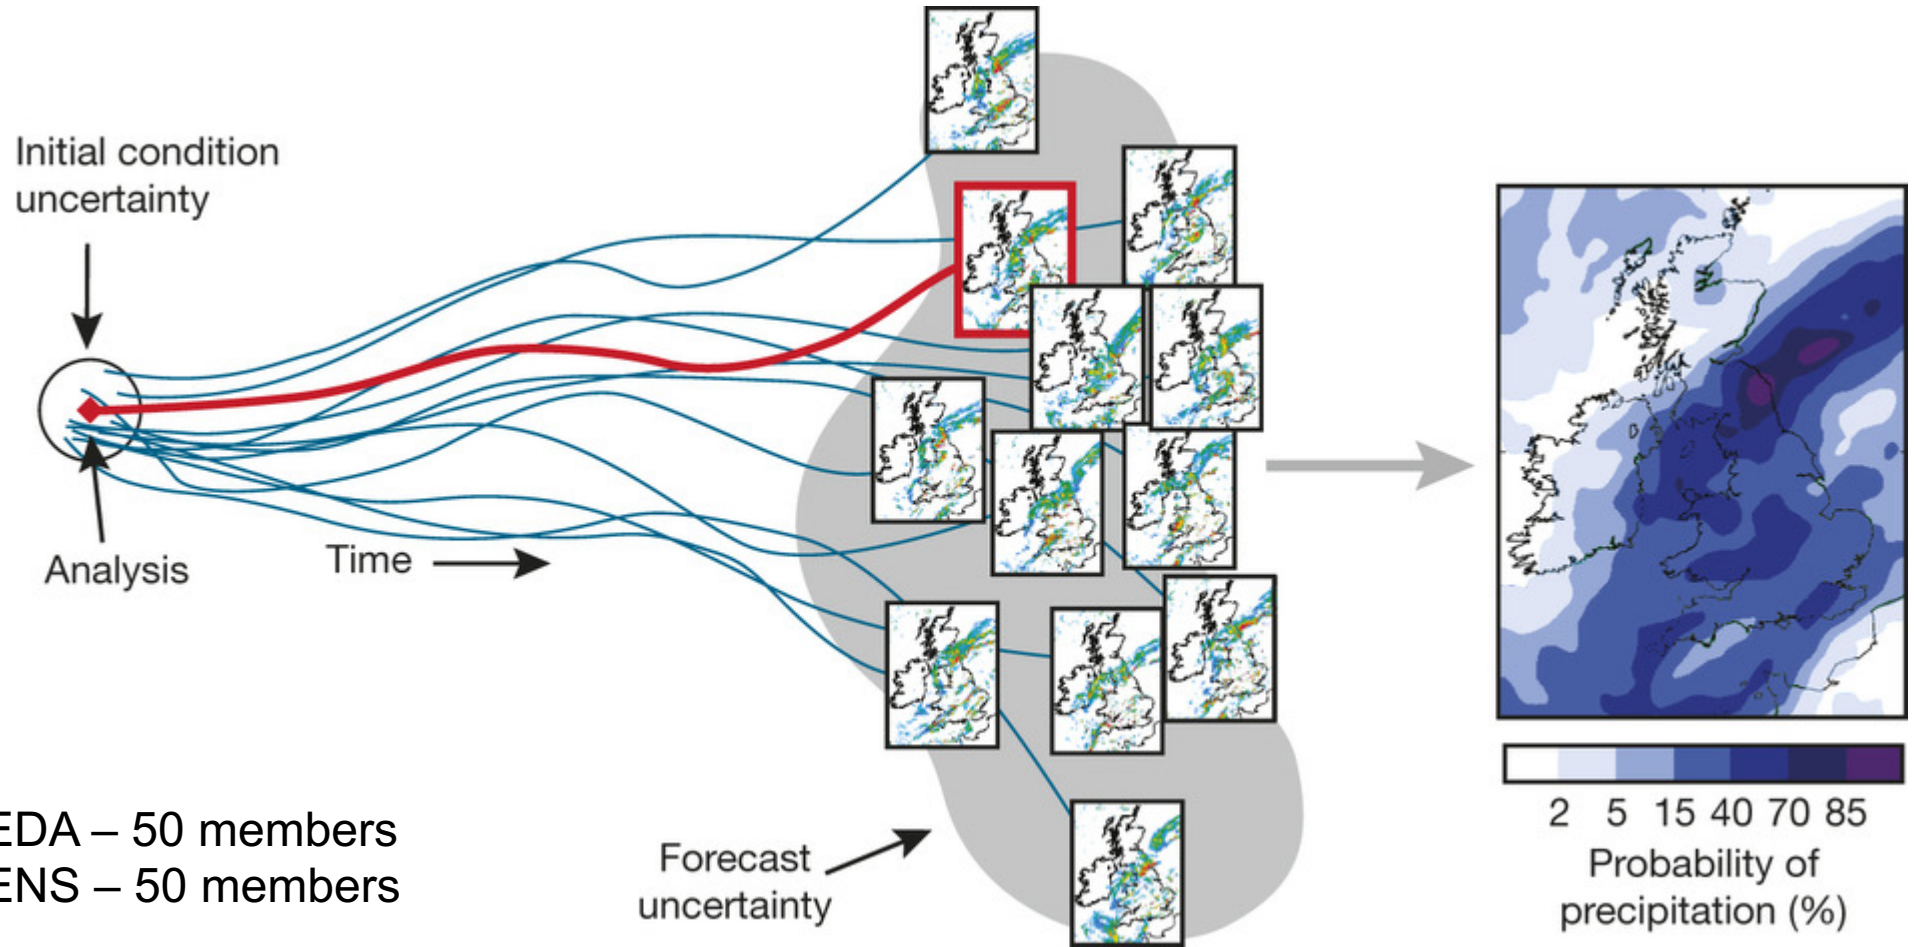 Initial condition
uncertainty
Analysis
Time
EDA – 50 members
ENS – 50 members
Forecast
uncertainty
2 5 15 40 70 85
Probability of
precipitation (%)